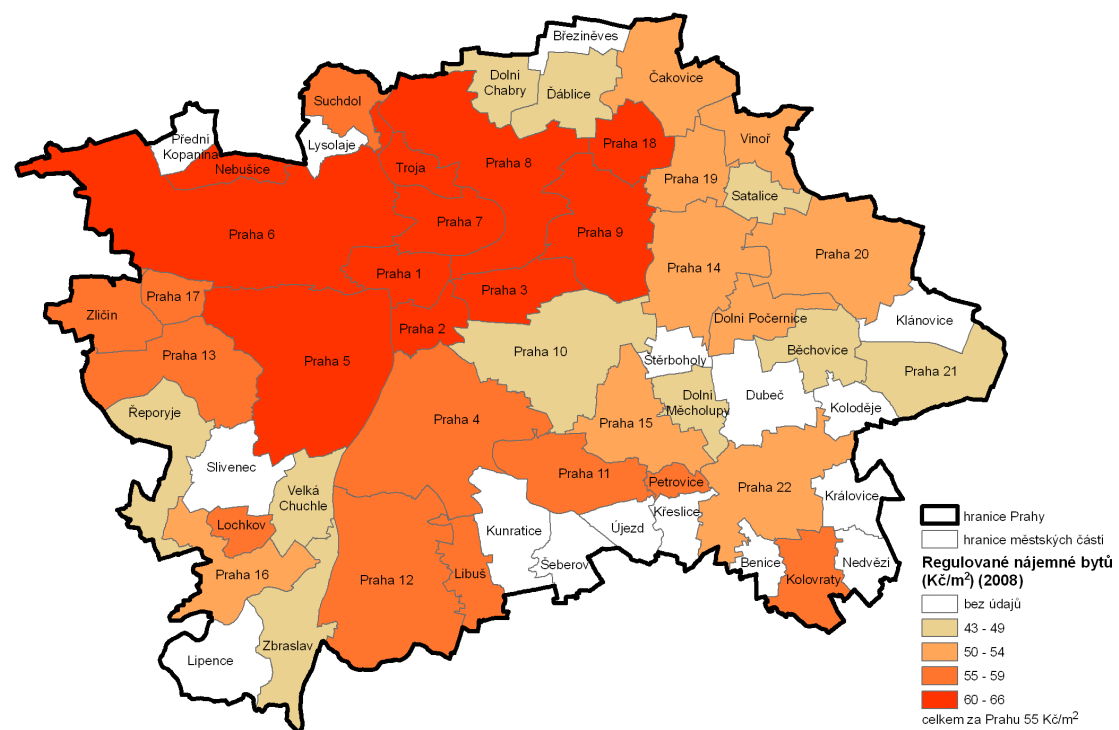 Březiněves
Dolní
Chabry
Ďáblice
Čakovice
Suchdol
Přední
Kopanina
Lysolaje
Nebušice
Troja
Praha 8
Praha 18
Vinoř
Praha 19
Satalice
Praha 6
Praha 7
Praha 9
Praha 14
Praha 20
Praha 1
Praha 3
Praha 17
Zličín
Praha 2
Dolní Počernice
Klánovice
Praha 13
Praha 5
Praha 10
Štěrboholy
Běchovice
Praha 21
Řeporyje
Praha 4
Praha 15
Dolní
Měcholupy
Dubeč
Koloděje
Slivenec
Velká
Chuchle
Praha 11
Petrovice
Praha 22
Královice
Lochkov
Kunratice
Újezd
Křeslice
Praha 16
Praha 12
Libuš
Šeberov
Benice
Kolovraty
Nedvězí
Lipence
Zbraslav
hranice Prahy
hranice městských částí
Regulované nájemné bytů
(Kč/m²) (2008)
bez údajů
43 - 49
50 - 54
55 - 59
60 - 66
celkem za Prahu 55 Kč/m²